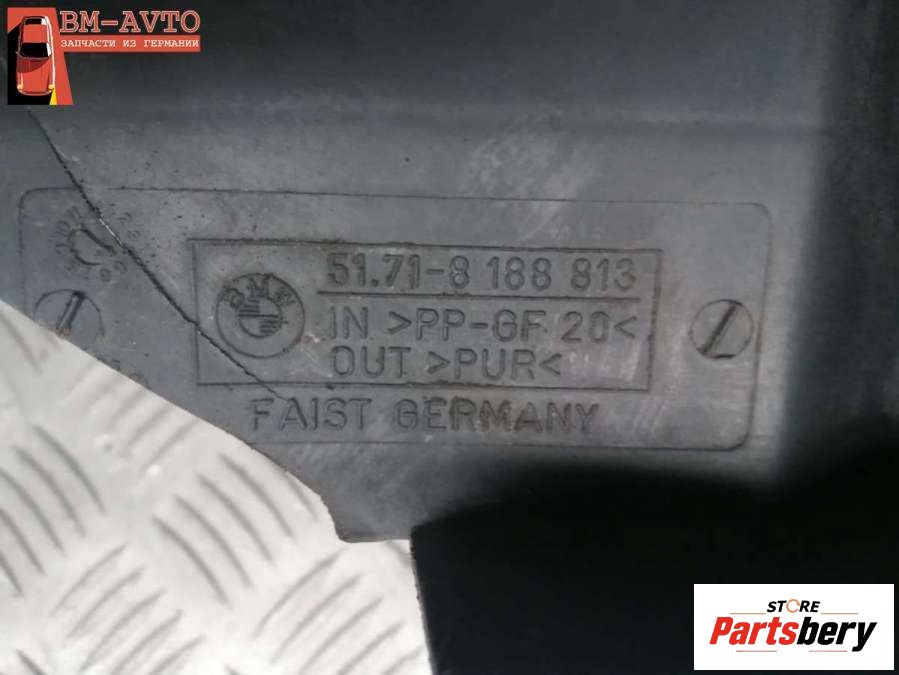 BM-AVTO
ЗАПЧАСТИ ИЗ ГЕРМАНИИ
BMW
51.71-8 188 813
IN >PP-GF 20<
OUT >PUR<
FAIST GERMANY
STORE
Partsbery